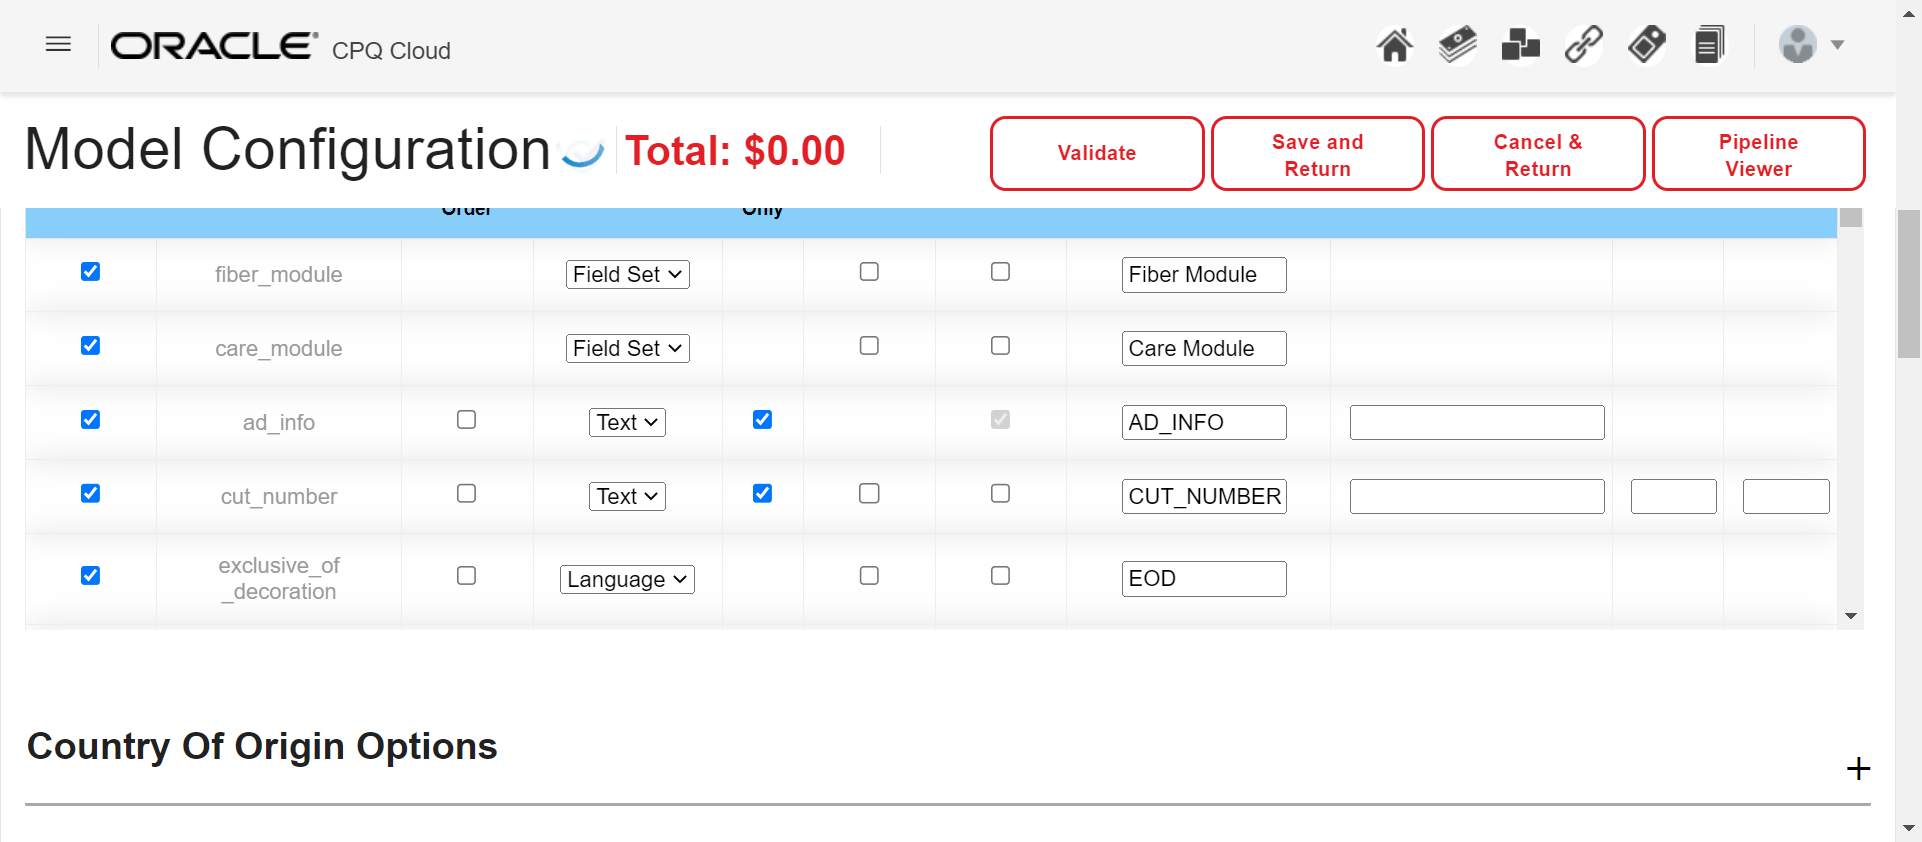 ORACLE® CPQ Cloud
Model Configuration Total: $0.00
Validate
Save and
Return
Cancel &
Return
Pipeline
Viewer
Order Only
fiber_module Field Set Fiber Module
care_module Field Set Care Module
ad_info Text AD_INFO
cut_number Text CUT_NUMBER
exclusive_of
_decoration Language EOD
Country Of Origin Options